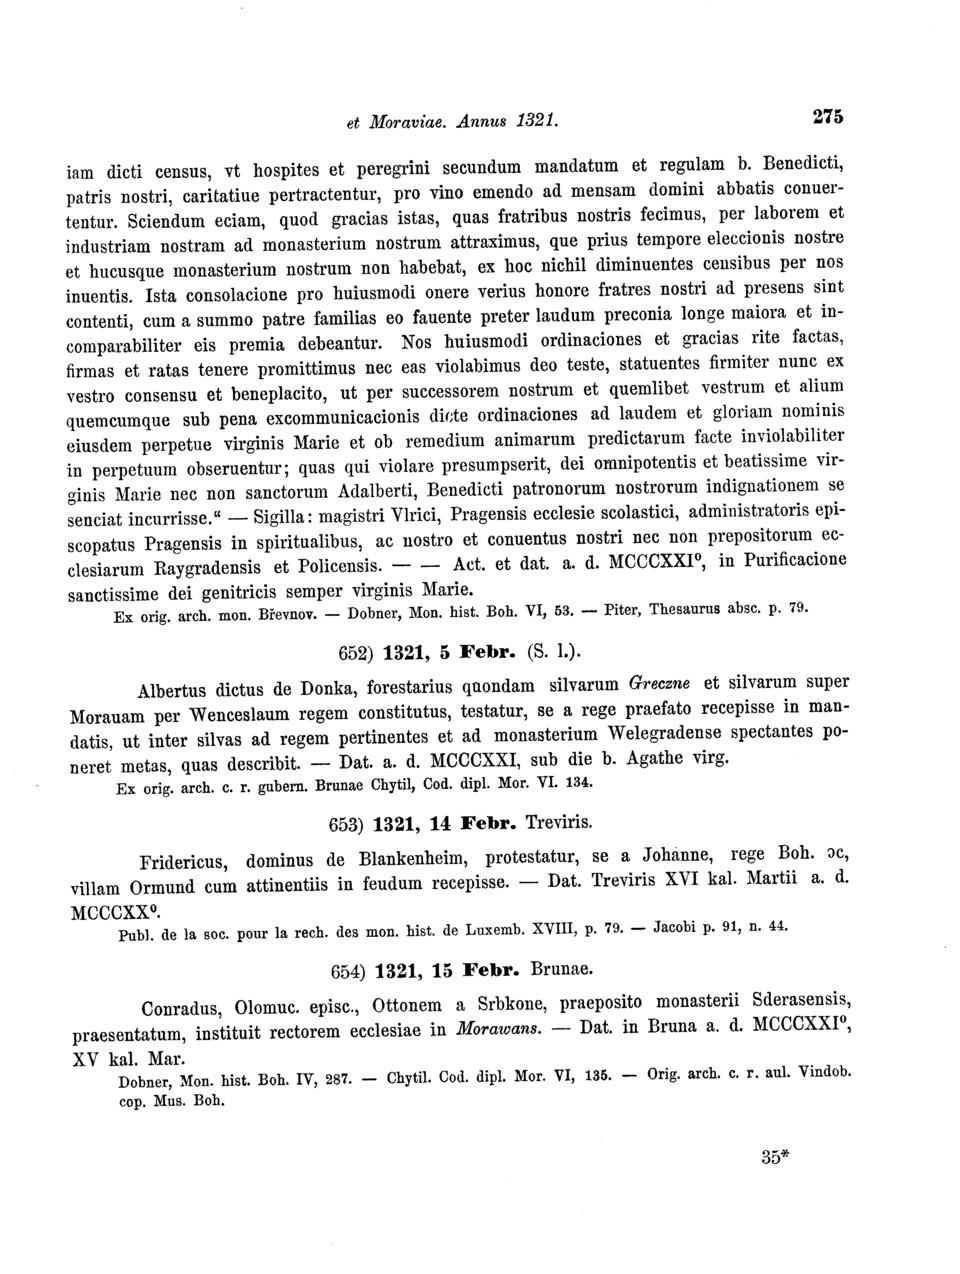 et Moraviae. Annus 1321. 275
iam dicti census, vt hospites et peregrini secundum mandatum et regulam b. Benedicti,
patris nostri, caritatiue pertractentur, pro vino emendo ad mensam domini abbatis conuer-
tentur. Sciendum eciam, quod gracias istas, quas fratribus nostris fecimus, per laborem et
industriam nostram ad monasterium nostrum attraximus, que prius tempore eleccionis nostre
et hucusque monasterium nostrum non habebat, ex hoc nichil diminuentes censibus per nos
inuentis. Ista consolacione pro huiusmodi onere verius honore fratres nostri ad presens sint
contenti, cum a summo patre familias eo fauente preter laudum preconia longe maiora et in-
comparabiliter eis premia debeantur. Nos huiusmodi ordinaciones et gracias rite factas,
firmas et ratas tenere promittimus nec eas violabimus deo teste, statuentes firmiter nunc ex
vestro consensu et beneplacito, ut per successorem nostrum et quemlibet vestrum et alium
quemcumque sub pena excommunicacionis dicte ordinaciones ad laudem et gloriam nominis
eiusdem perpetue virginis Marie et ob remedium animarum predictarum facte inviolabiliter
in perpetuum obseruentur; quas qui violare presumpserit, dei omnipotentis et beatissime vir-
ginis Marie nec non sanctorum Adalberti, Benedicti patronorum nostrorum indignationem se
senciat incurrisse.“ — Sigilla: magistri Vlrici, Pragensis ecclesie scolastici, administratoris epi-
scopatus Pragensis in spiritualibus, ac nostro et conuentus nostri nec non prepositorum ec-
clesiarum Raygradensis et Policensis. — — Act. et dat. a. d. MCCCXXI⁰, in Purificacione
sanctissime dei genitricis semper virginis Marie.
Ex orig. arch. mon. Břevnov. — Dobner, Mon. hist. Boh. VI, 53. — Piter, Thesaurus absc. p. 79.
652) 1321, 5 Febr. (S. l.).
Albertus dictus de Donka, forestarius quondam silvarum Greczne et silvarum super
Morauam per Wenceslaum regem constitutus, testatur, se a rege praefato recepisse in man-
datis, ut inter silvas ad regem pertinentes et ad monasterium Welegradense spectantes po-
neret metas, quas describit. — Dat. a. d. MCCCXXI, sub die b. Agathe virg.
Ex orig. arch. c. r. gubern. Brunae Chytil, Cod. dipl. Mor. VI. 134.
653) 1321, 14 Febr. Treviris.
Fridericus, dominus de Blankenheim, protestatur, se a Johanne, rege Boh. ɔc,
villam Ormund cum attinentiis in feudum recepisse. — Dat. Treviris XVI kal. Martii a. d.
MCCCXX⁰.
Publ. de la soc. pour la rech. des mon. hist. de Luxemb. XVIII, p. 79. — Jacobi p. 91, n. 44.
654) 1321, 15 Febr. Brunae.
Conradus, Olomuc. episc., Ottonem a Srbkone, praeposito monasterii Sderasensis,
praesentatum, instituit rectorem ecclesiae in Morawans. — Dat. in Bruna a. d. MCCCXXI⁰,
XV kal. Mar.
Dobner, Mon. hist. Boh. IV, 287. — Chytil. Cod. dipl. Mor. VI, 135. — Orig. arch. c. r. aul. Vindob.
cop. Mus. Boh.
35*